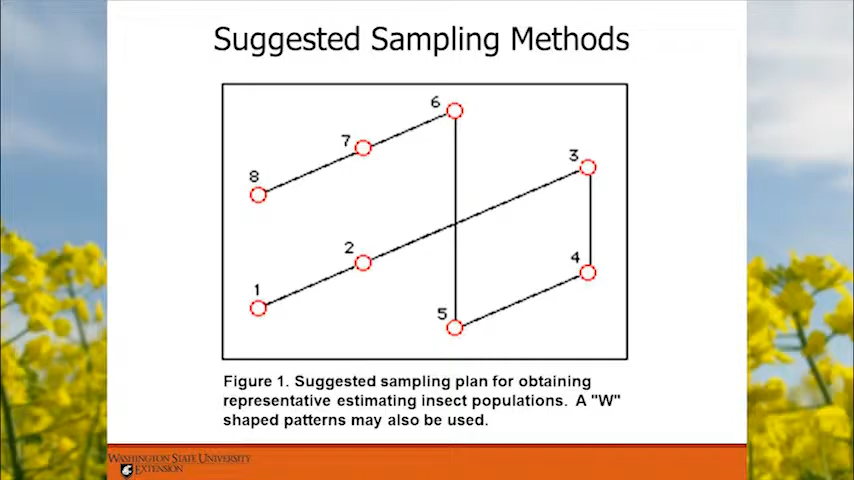 Suggested Sampling Methods
6
7
3
8
2
4
1
5
Figure 1. Suggested sampling plan for obtaining
representative estimating insect populations. A "W"
shaped patterns may also be used.
WASHINGTON STATE UNIVERSITY
EXTENSION